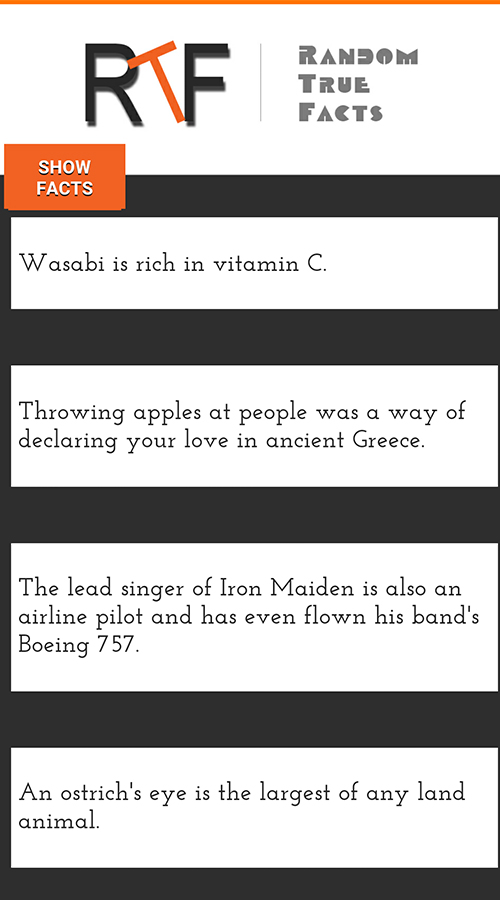 RTF
Random
True
Facts
SHOW
FACTS
Wasabi is rich in vitamin C.
Throwing apples at people was a way of
declaring your love in ancient Greece.
The lead singer of Iron Maiden is also an
airline pilot and has even flown his band's
Boeing 757.
An ostrich's eye is the largest of any land
animal.